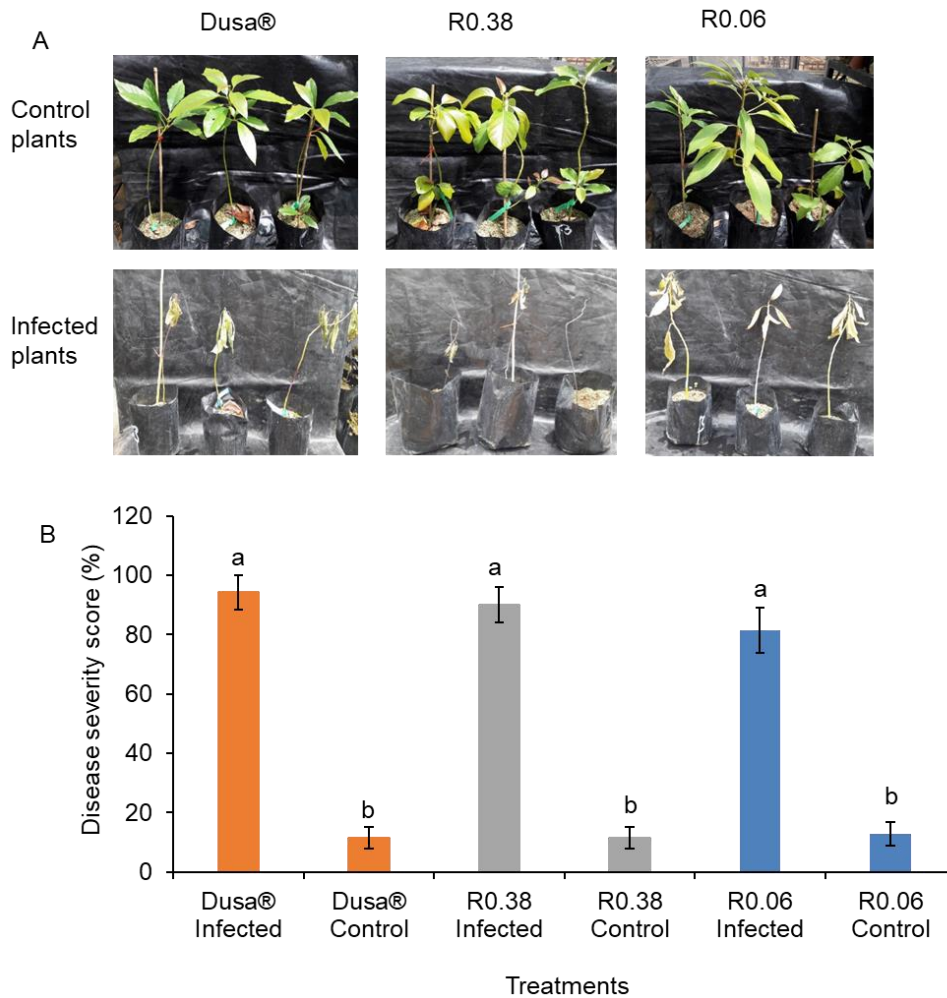 Dusa® R0.38 R0.06
A
Control
plants
Infected
plants
B
Disease severity score (%)
120
100
80
60
40
20
0
a
b
a
b
a
b
Dusa® Infected
Dusa® Control
R0.38 Infected
R0.38 Control
R0.06 Infected
R0.06 Control
Treatments